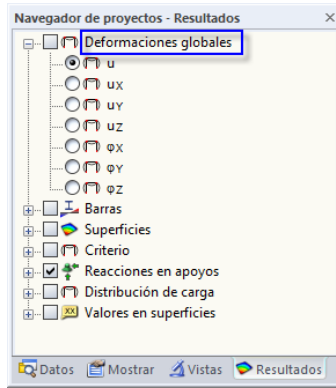 Navegador de proyectos - Resultados
Deformaciones globales
u
uX
uY
uZ
φX
φY
φZ
Barras
Superficies
Criterio
Reacciones en apoyos
Distribución de carga
xx Valores en superficies
Datos Mostrar Vistas Resultados